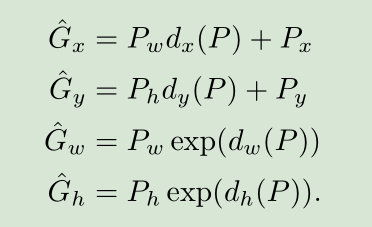 Ĝ_x = P_w d_x(P) + P_x
Ĝ_y = P_h d_y(P) + P_y
Ĝ_w = P_w exp(d_w(P))
Ĝ_h = P_h exp(d_h(P)).